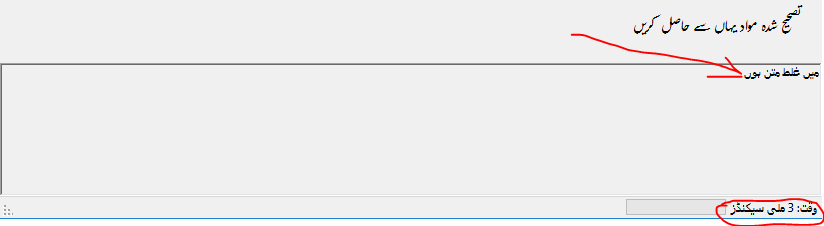 تصحیح شدہ مواد یہاں سے حاصل کریں
میں غلط متن ہوں
وقت: 3 ملی سیکنڈز